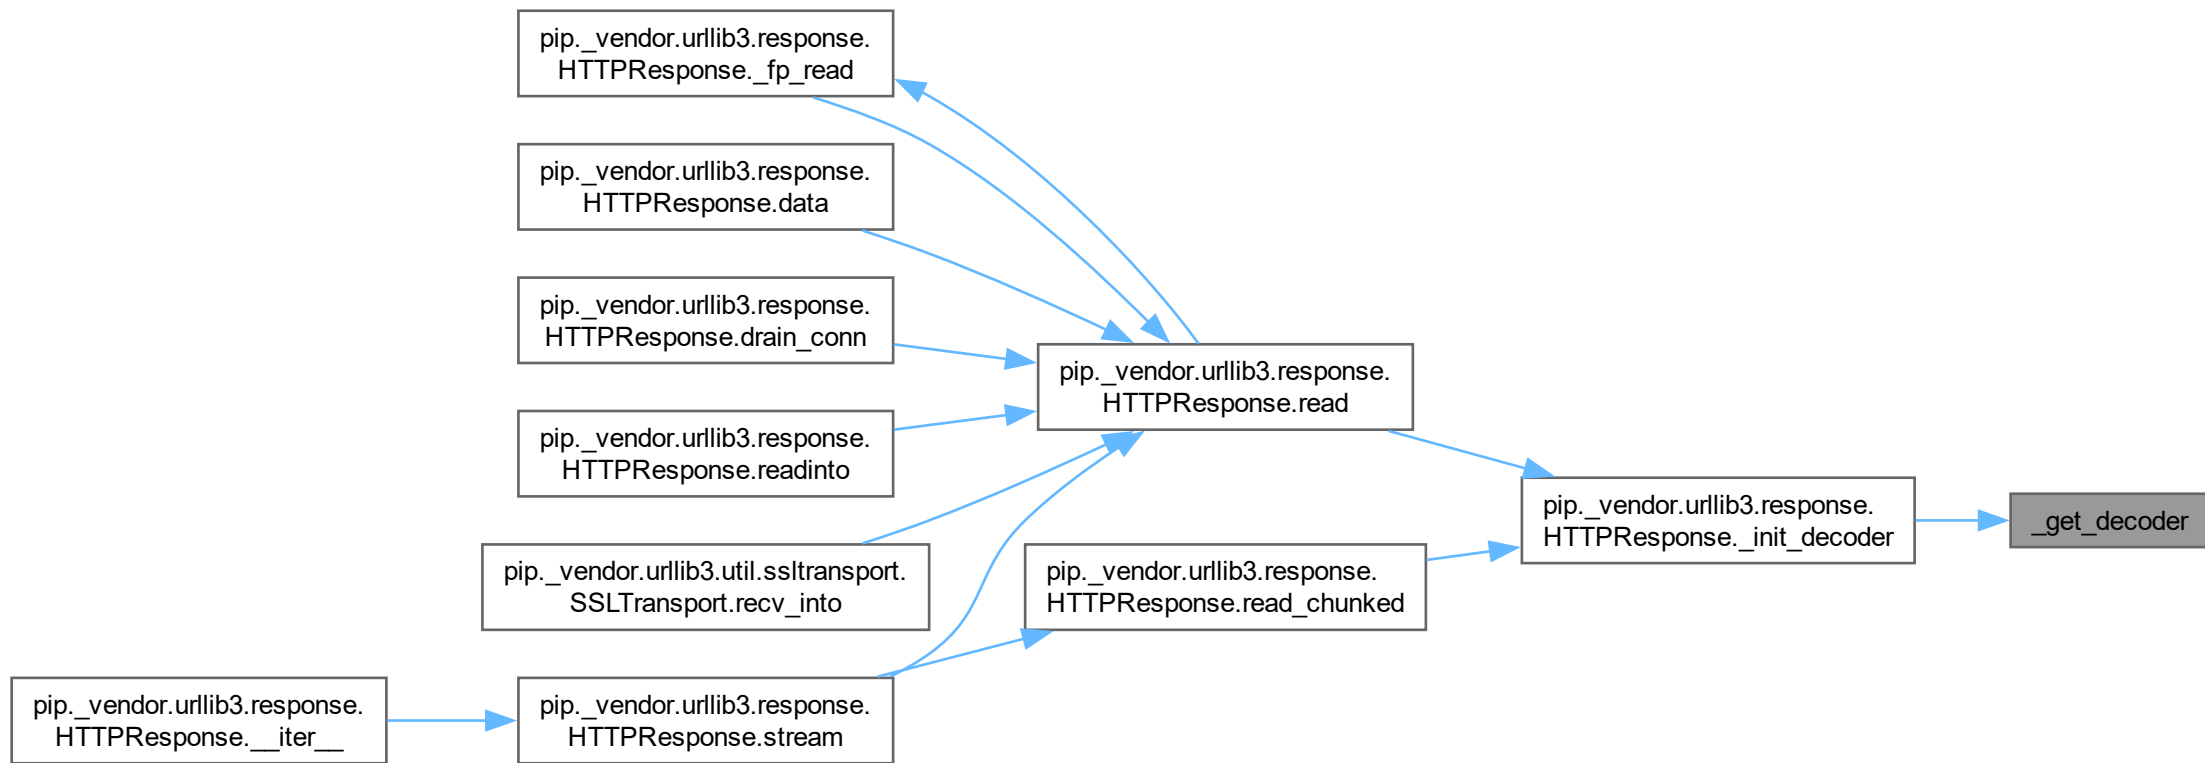 pip._vendor.urllib3.response.
HTTPResponse._fp_read
pip._vendor.urllib3.response.
HTTPResponse.data
pip._vendor.urllib3.response.
HTTPResponse.drain_conn
pip._vendor.urllib3.response.
HTTPResponse.readinto
pip._vendor.urllib3.util.ssltransport.
SSLTransport.recv_into
pip._vendor.urllib3.response.
HTTPResponse.__iter__
pip._vendor.urllib3.response.
HTTPResponse.stream
pip._vendor.urllib3.response.
HTTPResponse.read
pip._vendor.urllib3.response.
HTTPResponse.read_chunked
pip._vendor.urllib3.response.
HTTPResponse._init_decoder
_get_decoder